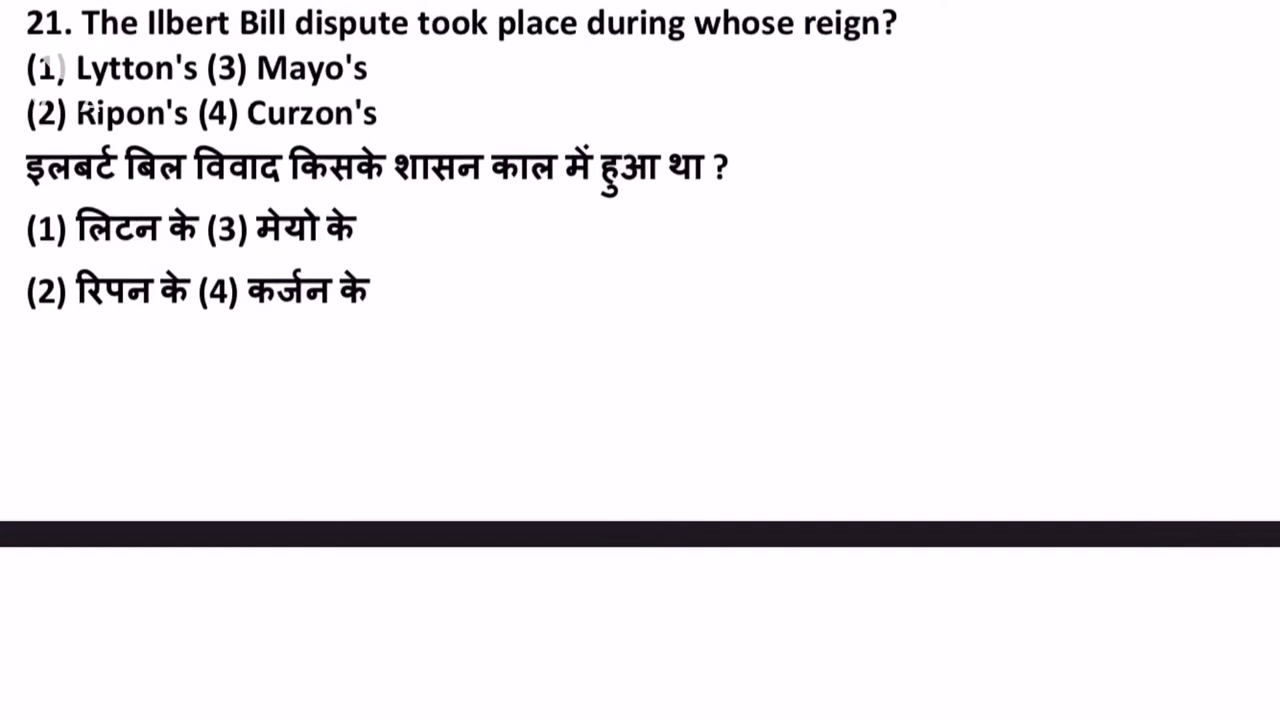 21. The Ilbert Bill dispute took place during whose reign?
(1) Lytton's (3) Mayo's
(2) Ripon's (4) Curzon's
इलबर्ट बिल विवाद किसके शासन काल में हुआ था ?
(1) लिटन के (3) मेयो के
(2) रिपन के (4) कर्जन के